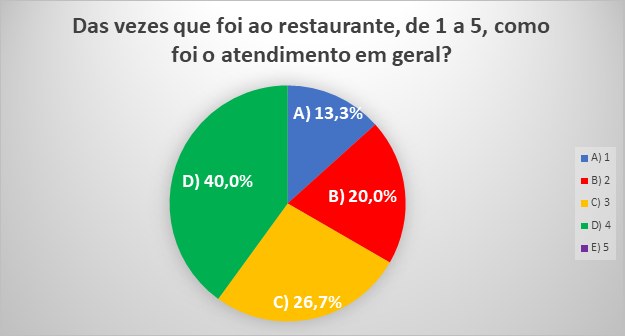 Das vezes que foi ao restaurante, de 1 a 5, como
foi o atendimento em geral?
A) 13,3%
D) 40,0%
B) 20,0%
C) 26,7%
A) 1
B) 2
C) 3
D) 4
E) 5